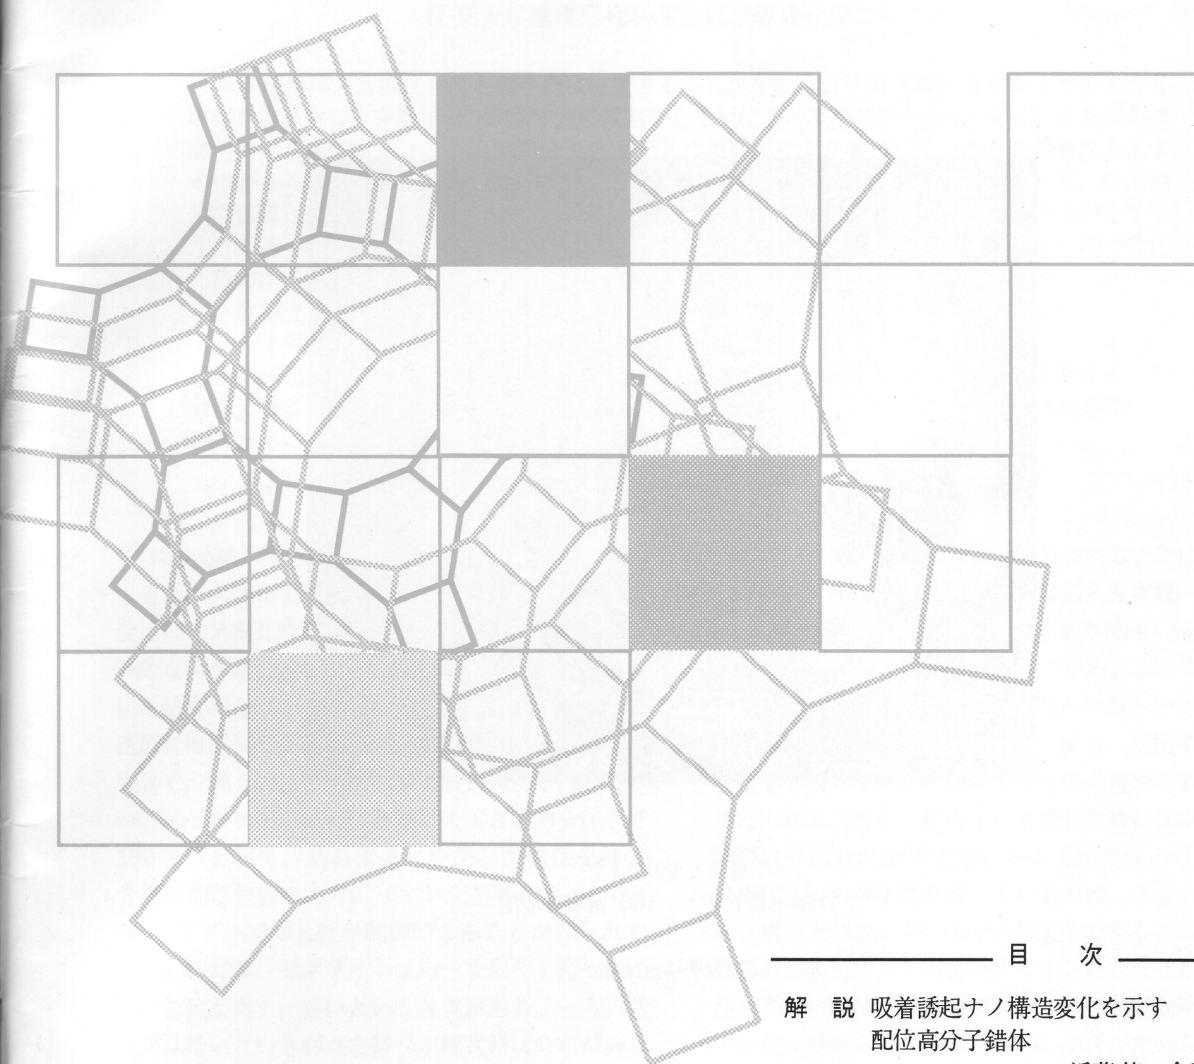 目 次
解 説 吸着誘起ナノ構造変化を示す
配位高分子錯体